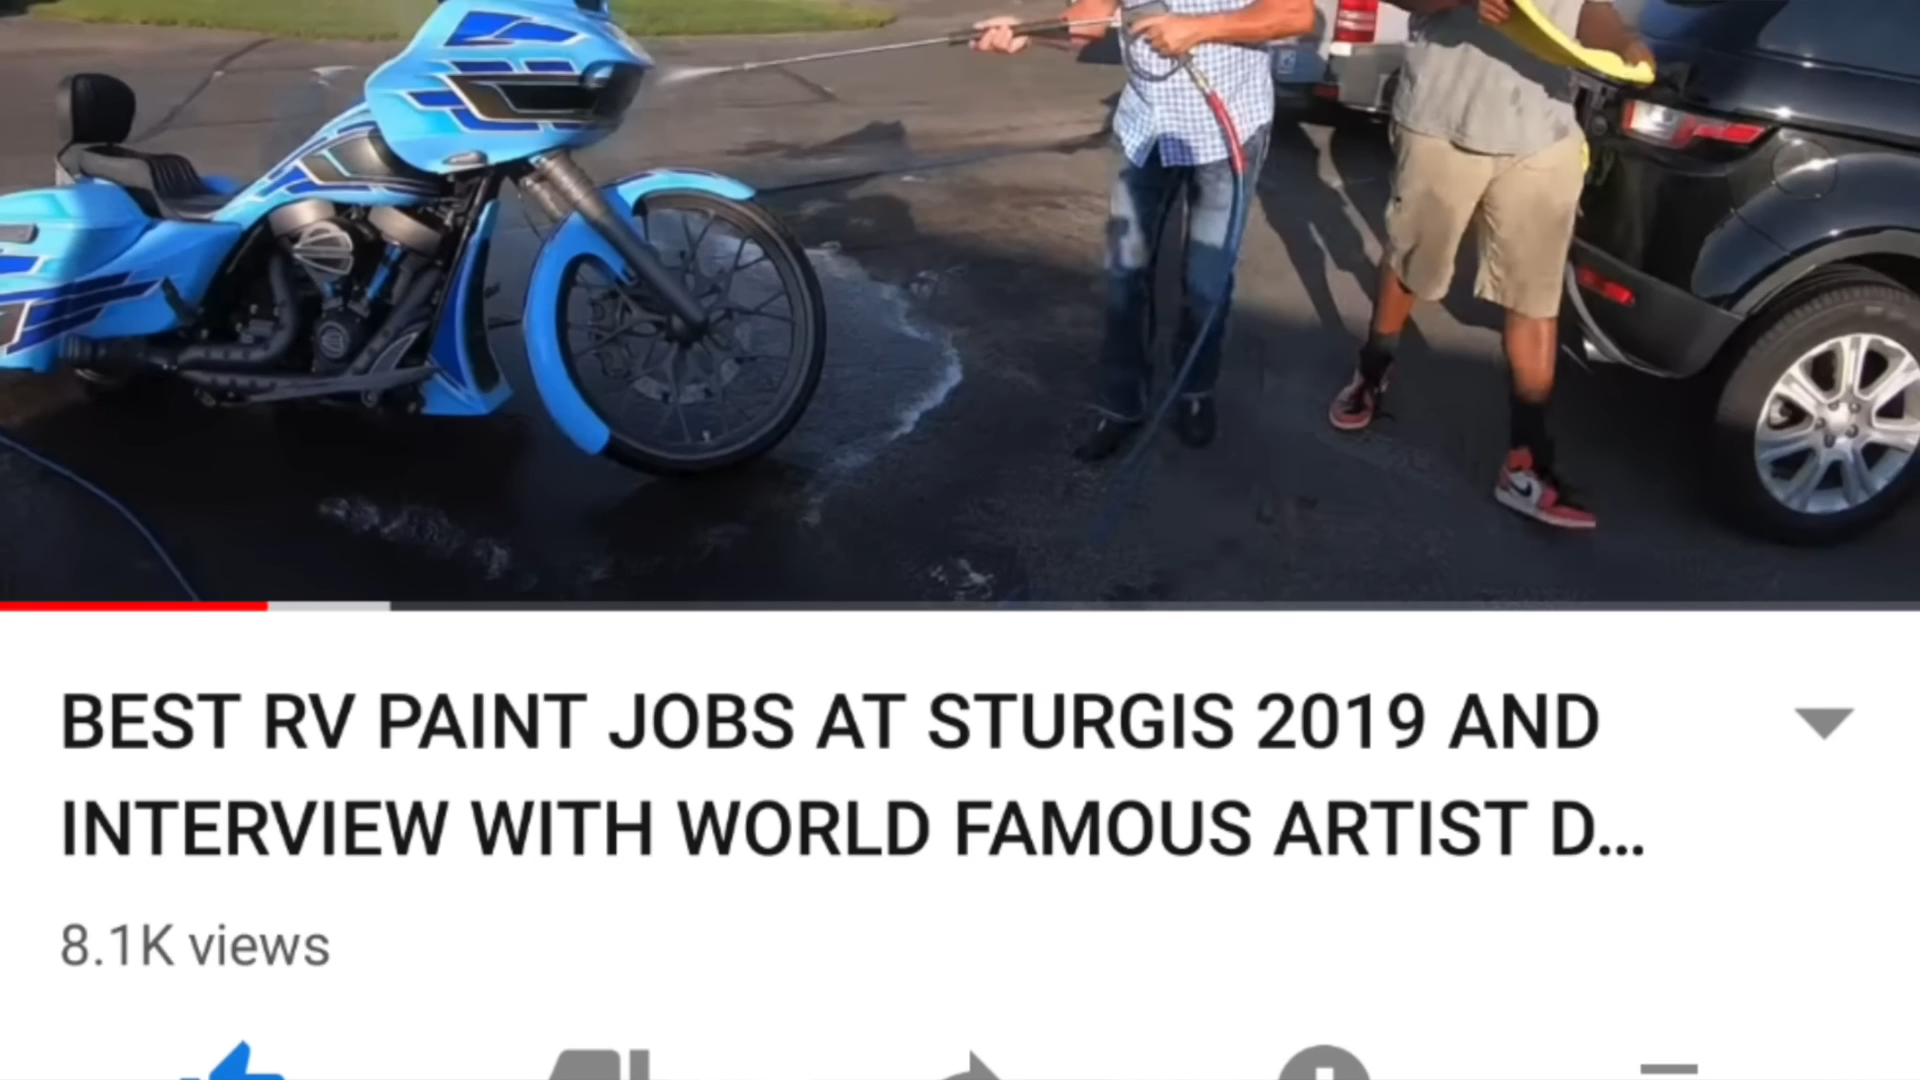 BEST RV PAINT JOBS AT STURGIS 2019 AND
INTERVIEW WITH WORLD FAMOUS ARTIST D...
8.1K views